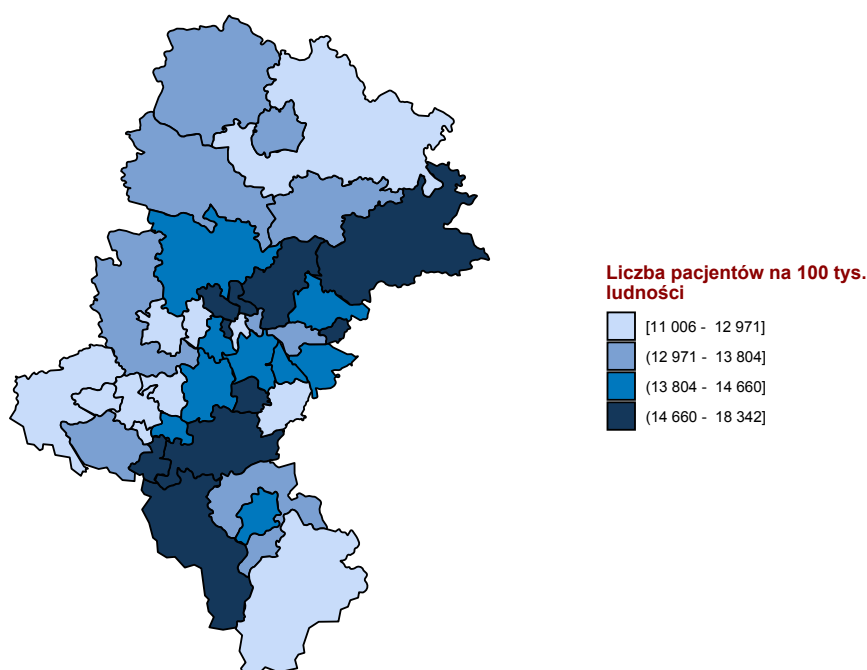 Liczba pacjentów na 100 tys.
ludności
[11 006 - 12 971]
(12 971 - 13 804]
(13 804 - 14 660]
(14 660 - 18 342]